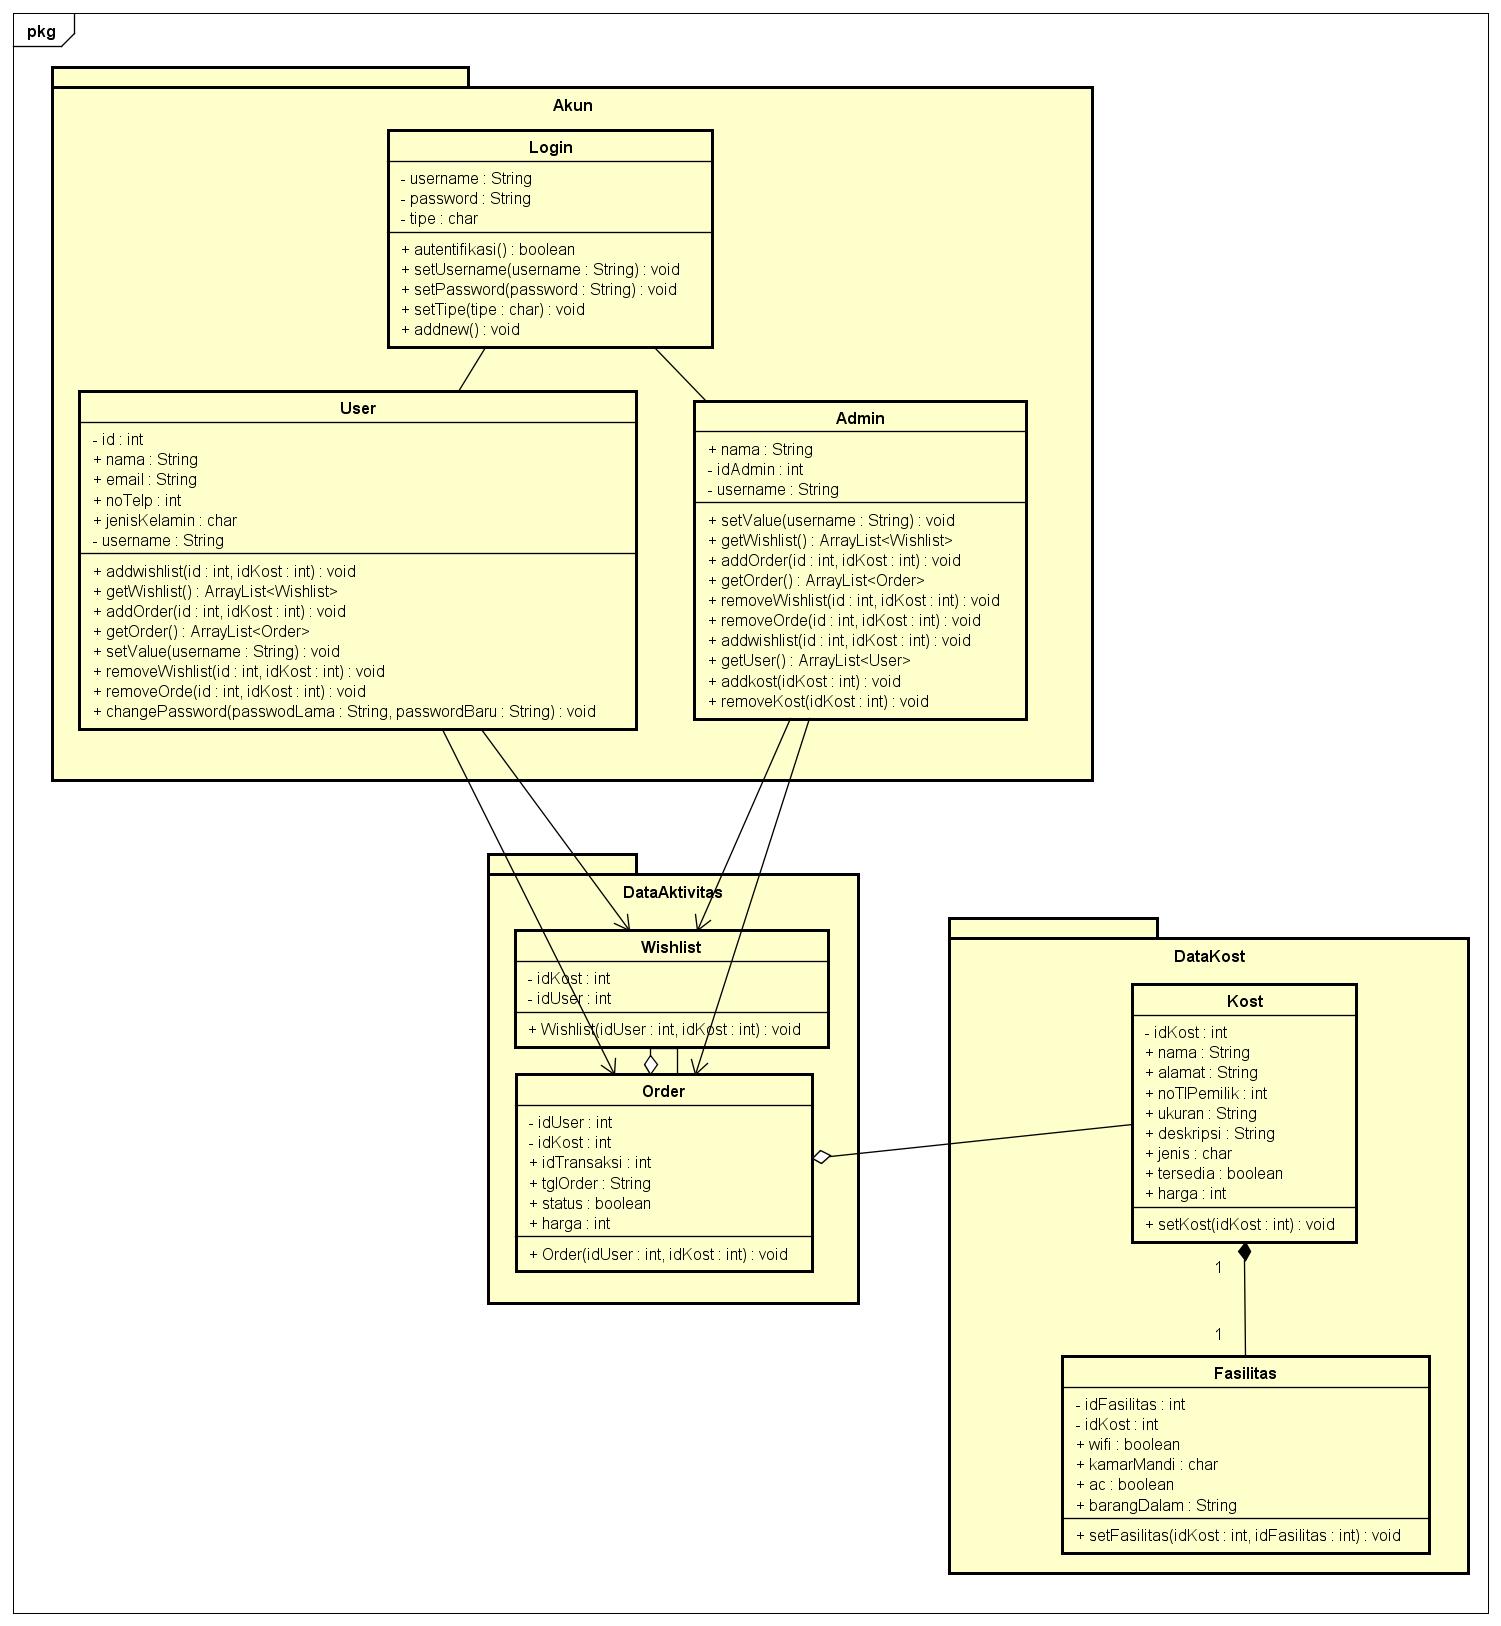 pkg
Akun
Login
- username : String
- password : String
- tipe : char
+ autentifikasi() : boolean
+ setUsername(username : String) : void
+ setPassword(password : String) : void
+ setTipe(tipe : char) : void
+ addnew() : void
User
- id : int
+ nama : String
+ email : String
+ noTelp : int
+ jenisKelamin : char
- username : String
+ addwishlist(id : int, idKost : int) : void
+ getWishlist() : ArrayList<Wishlist>
+ addOrder(id : int, idKost : int) : void
+ getOrder() : ArrayList<Order>
+ setValue(username : String) : void
+ removeWishlist(id : int, idKost : int) : void
+ removeOrde(id : int, idKost : int) : void
+ changePassword(passwodLama : String, passwordBaru : String) : void
Admin
+ nama : String
- idAdmin : int
- username : String
+ setValue(username : String) : void
+ getWishlist() : ArrayList<Wishlist>
+ addOrder(id : int, idKost : int) : void
+ getOrder() : ArrayList<Order>
+ removeWishlist(id : int, idKost : int) : void
+ removeOrde(id : int, idKost : int) : void
+ addwishlist(id : int, idKost : int) : void
+ getUser() : ArrayList<User>
+ addkost(idKost : int) : void
+ removeKost(idKost : int) : void
DataAktivitas
Wishlist
- idKost : int
- idUser : int
+ Wishlist(idUser : int, idKost : int) : void
Order
- idUser : int
- idKost : int
+ idTransaksi : int
+ tglOrder : String
+ status : boolean
+ harga : int
+ Order(idUser : int, idKost : int) : void
DataKost
Kost
- idKost : int
+ nama : String
+ alamat : String
+ noTlPemilik : int
+ ukuran : String
+ deskripsi : String
+ jenis : char
+ tersedia : boolean
+ harga : int
+ setKost(idKost : int) : void
1
1
Fasilitas
- idFasilitas : int
- idKost : int
+ wifi : boolean
+ kamarMandi : char
+ ac : boolean
+ barangDalam : String
+ setFasilitas(idKost : int, idFasilitas : int) : void